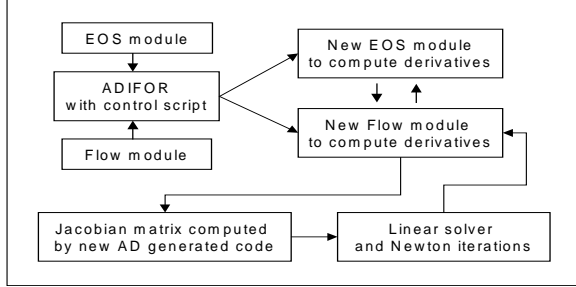 EOS module
ADIFOR
with control script
Flow module
New EOS module
to compute derivatives
New Flow module
to compute derivatives
Jacobian matrix computed
by new AD generated code
Linear solver
and Newton iterations